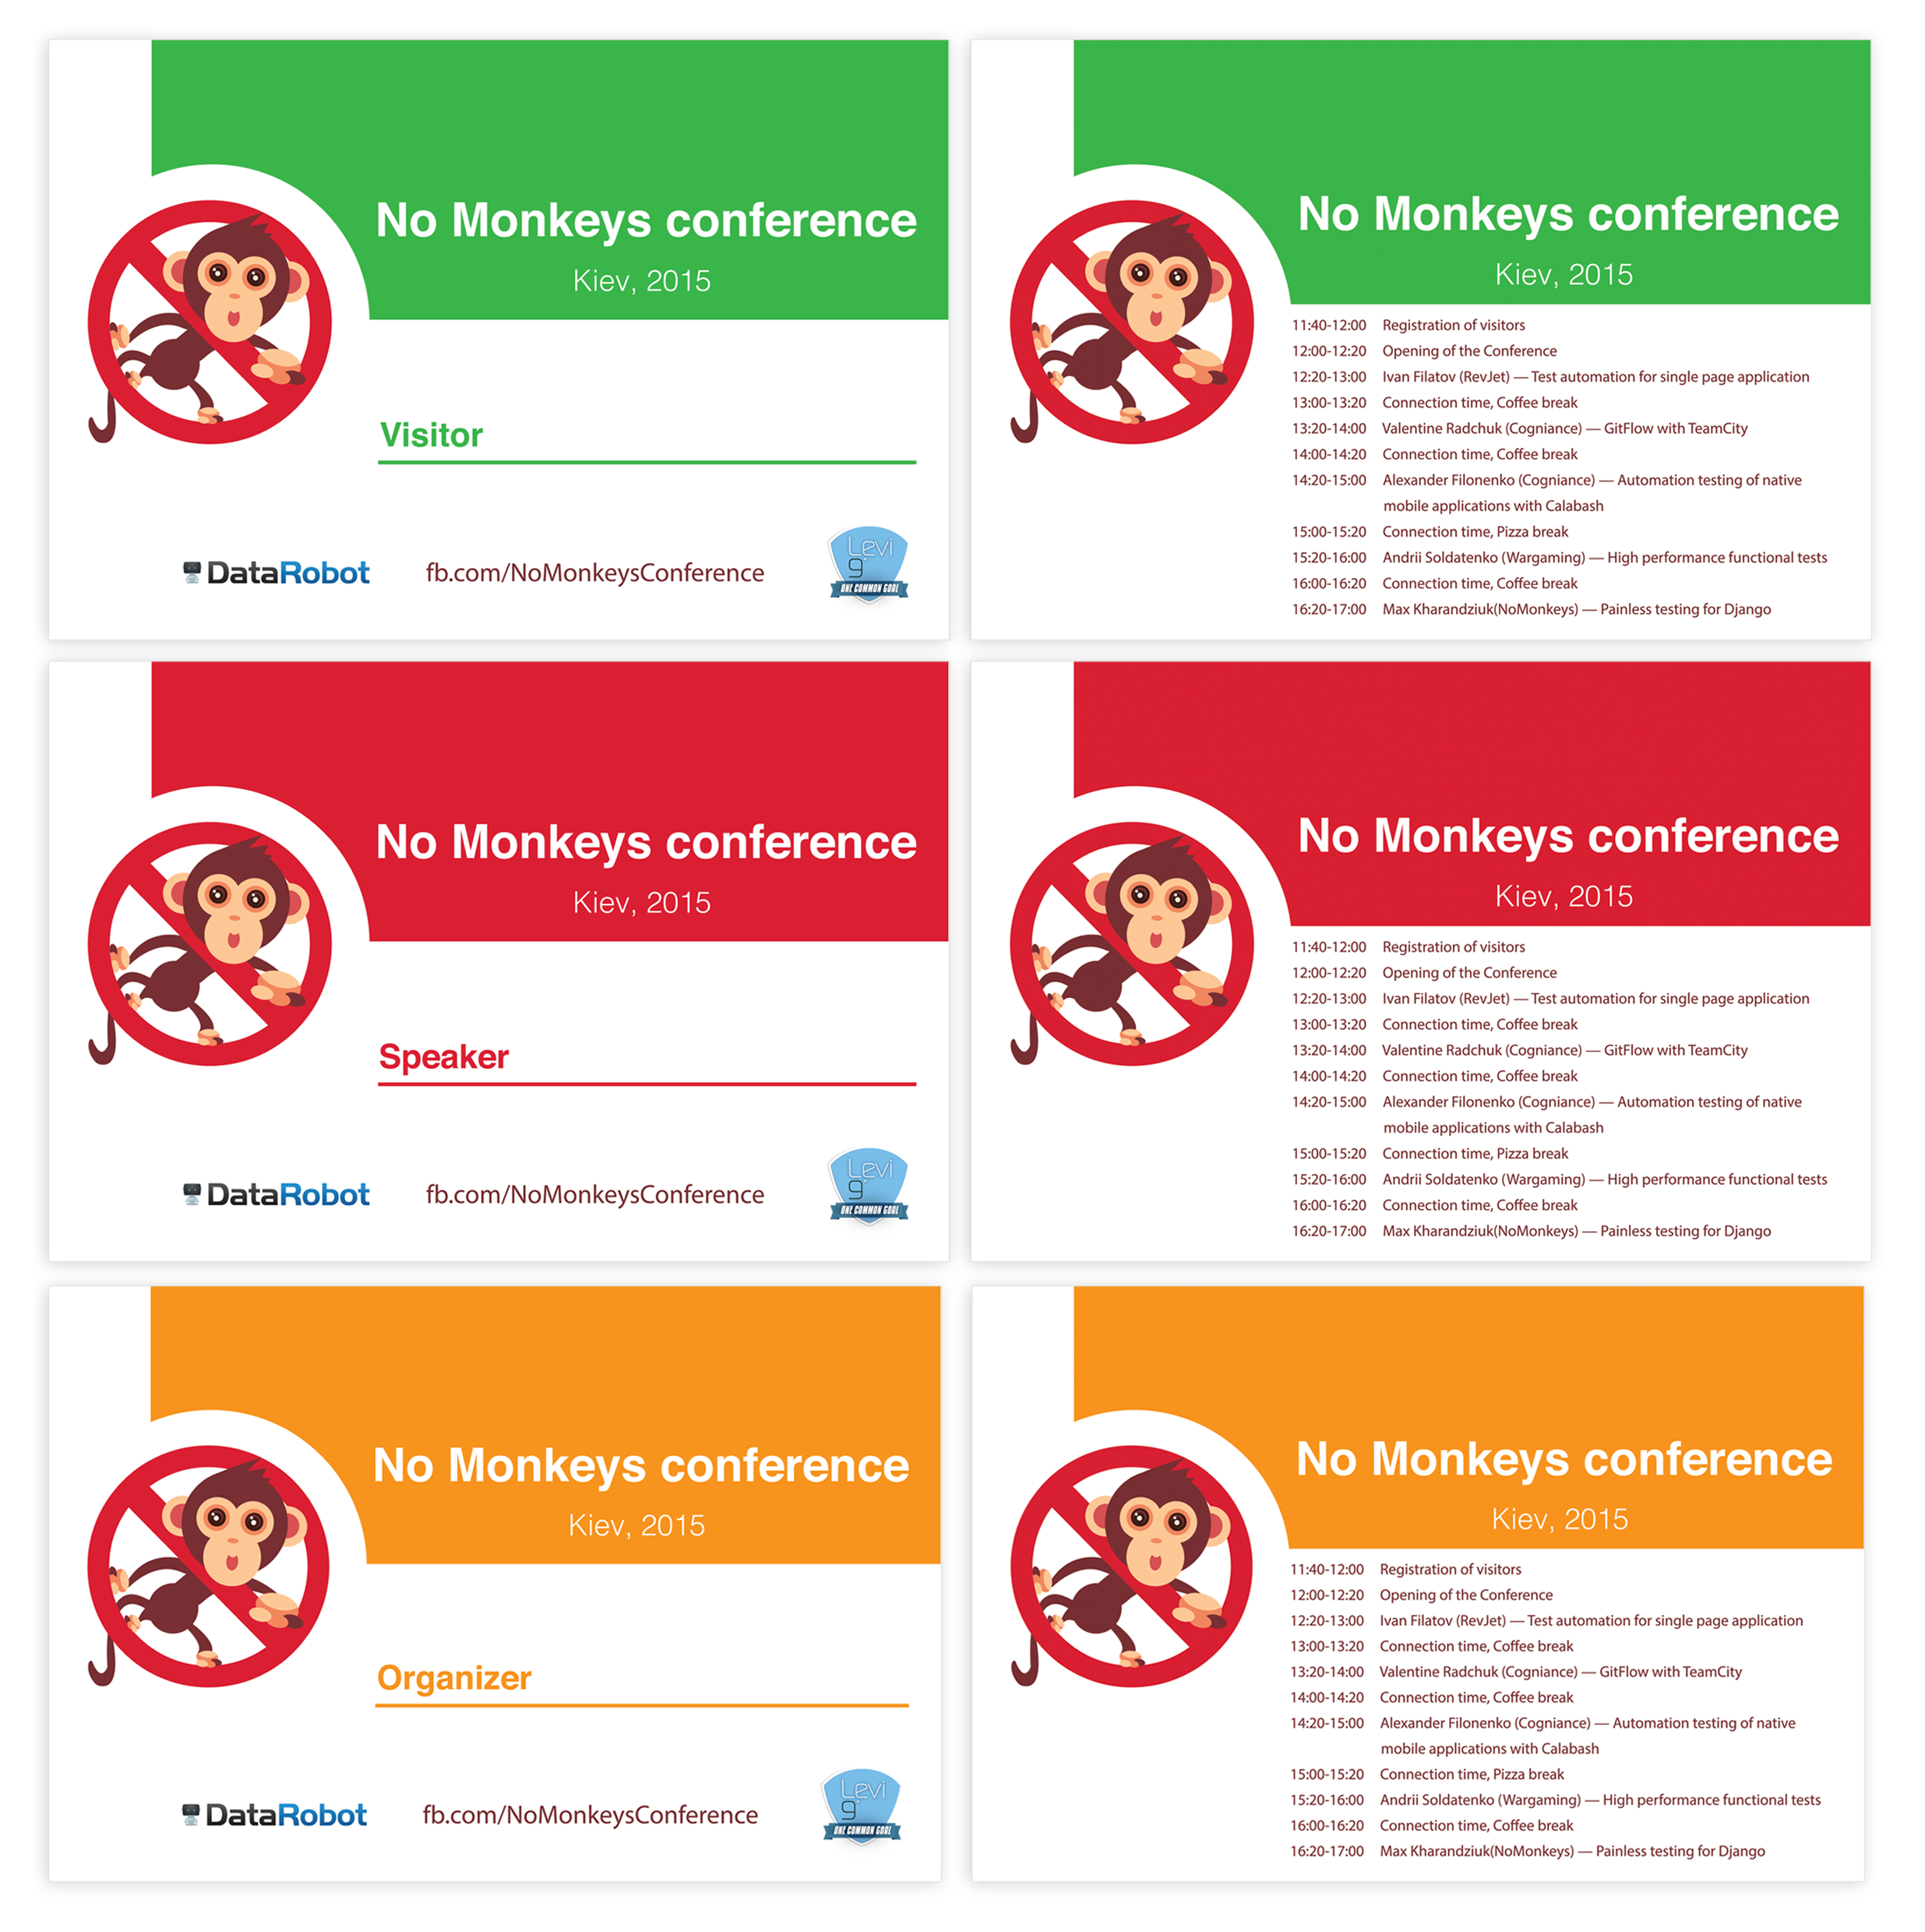 No Monkeys conference
Kiev, 2015
Visitor
DataRobot
fb.com/NoMonkeysConference
Levi
9
ONE COMMON GOAL
No Monkeys conference
Kiev, 2015
11:40-12:00 Registration of visitors
12:00-12:20 Opening of the Conference
12:20-13:00 Ivan Filatov (RevJet) — Test automation for single page application
13:00-13:20 Connection time, Coffee break
13:20-14:00 Valentine Radchuk (Cogniance) — GitFlow with TeamCity
14:00-14:20 Connection time, Coffee break
14:20-15:00 Alexander Filonenko (Cogniance) — Automation testing of native
mobile applications with Calabash
15:00-15:20 Connection time, Pizza break
15:20-16:00 Andrii Soldatenko (Wargaming) — High performance functional tests
16:00-16:20 Connection time, Coffee break
16:20-17:00 Max Kharandziuk(NoMonkeys) — Painless testing for Django
No Monkeys conference
Kiev, 2015
Speaker
DataRobot
fb.com/NoMonkeysConference
Levi
9
ONE COMMON GOAL
No Monkeys conference
Kiev, 2015
11:40-12:00 Registration of visitors
12:00-12:20 Opening of the Conference
12:20-13:00 Ivan Filatov (RevJet) — Test automation for single page application
13:00-13:20 Connection time, Coffee break
13:20-14:00 Valentine Radchuk (Cogniance) — GitFlow with TeamCity
14:00-14:20 Connection time, Coffee break
14:20-15:00 Alexander Filonenko (Cogniance) — Automation testing of native
mobile applications with Calabash
15:00-15:20 Connection time, Pizza break
15:20-16:00 Andrii Soldatenko (Wargaming) — High performance functional tests
16:00-16:20 Connection time, Coffee break
16:20-17:00 Max Kharandziuk(NoMonkeys) — Painless testing for Django
No Monkeys conference
Kiev, 2015
Organizer
DataRobot
fb.com/NoMonkeysConference
Levi
9
ONE COMMON GOAL
No Monkeys conference
Kiev, 2015
11:40-12:00 Registration of visitors
12:00-12:20 Opening of the Conference
12:20-13:00 Ivan Filatov (RevJet) — Test automation for single page application
13:00-13:20 Connection time, Coffee break
13:20-14:00 Valentine Radchuk (Cogniance) — GitFlow with TeamCity
14:00-14:20 Connection time, Coffee break
14:20-15:00 Alexander Filonenko (Cogniance) — Automation testing of native
mobile applications with Calabash
15:00-15:20 Connection time, Pizza break
15:20-16:00 Andrii Soldatenko (Wargaming) — High performance functional tests
16:00-16:20 Connection time, Coffee break
16:20-17:00 Max Kharandziuk(NoMonkeys) — Painless testing for Django